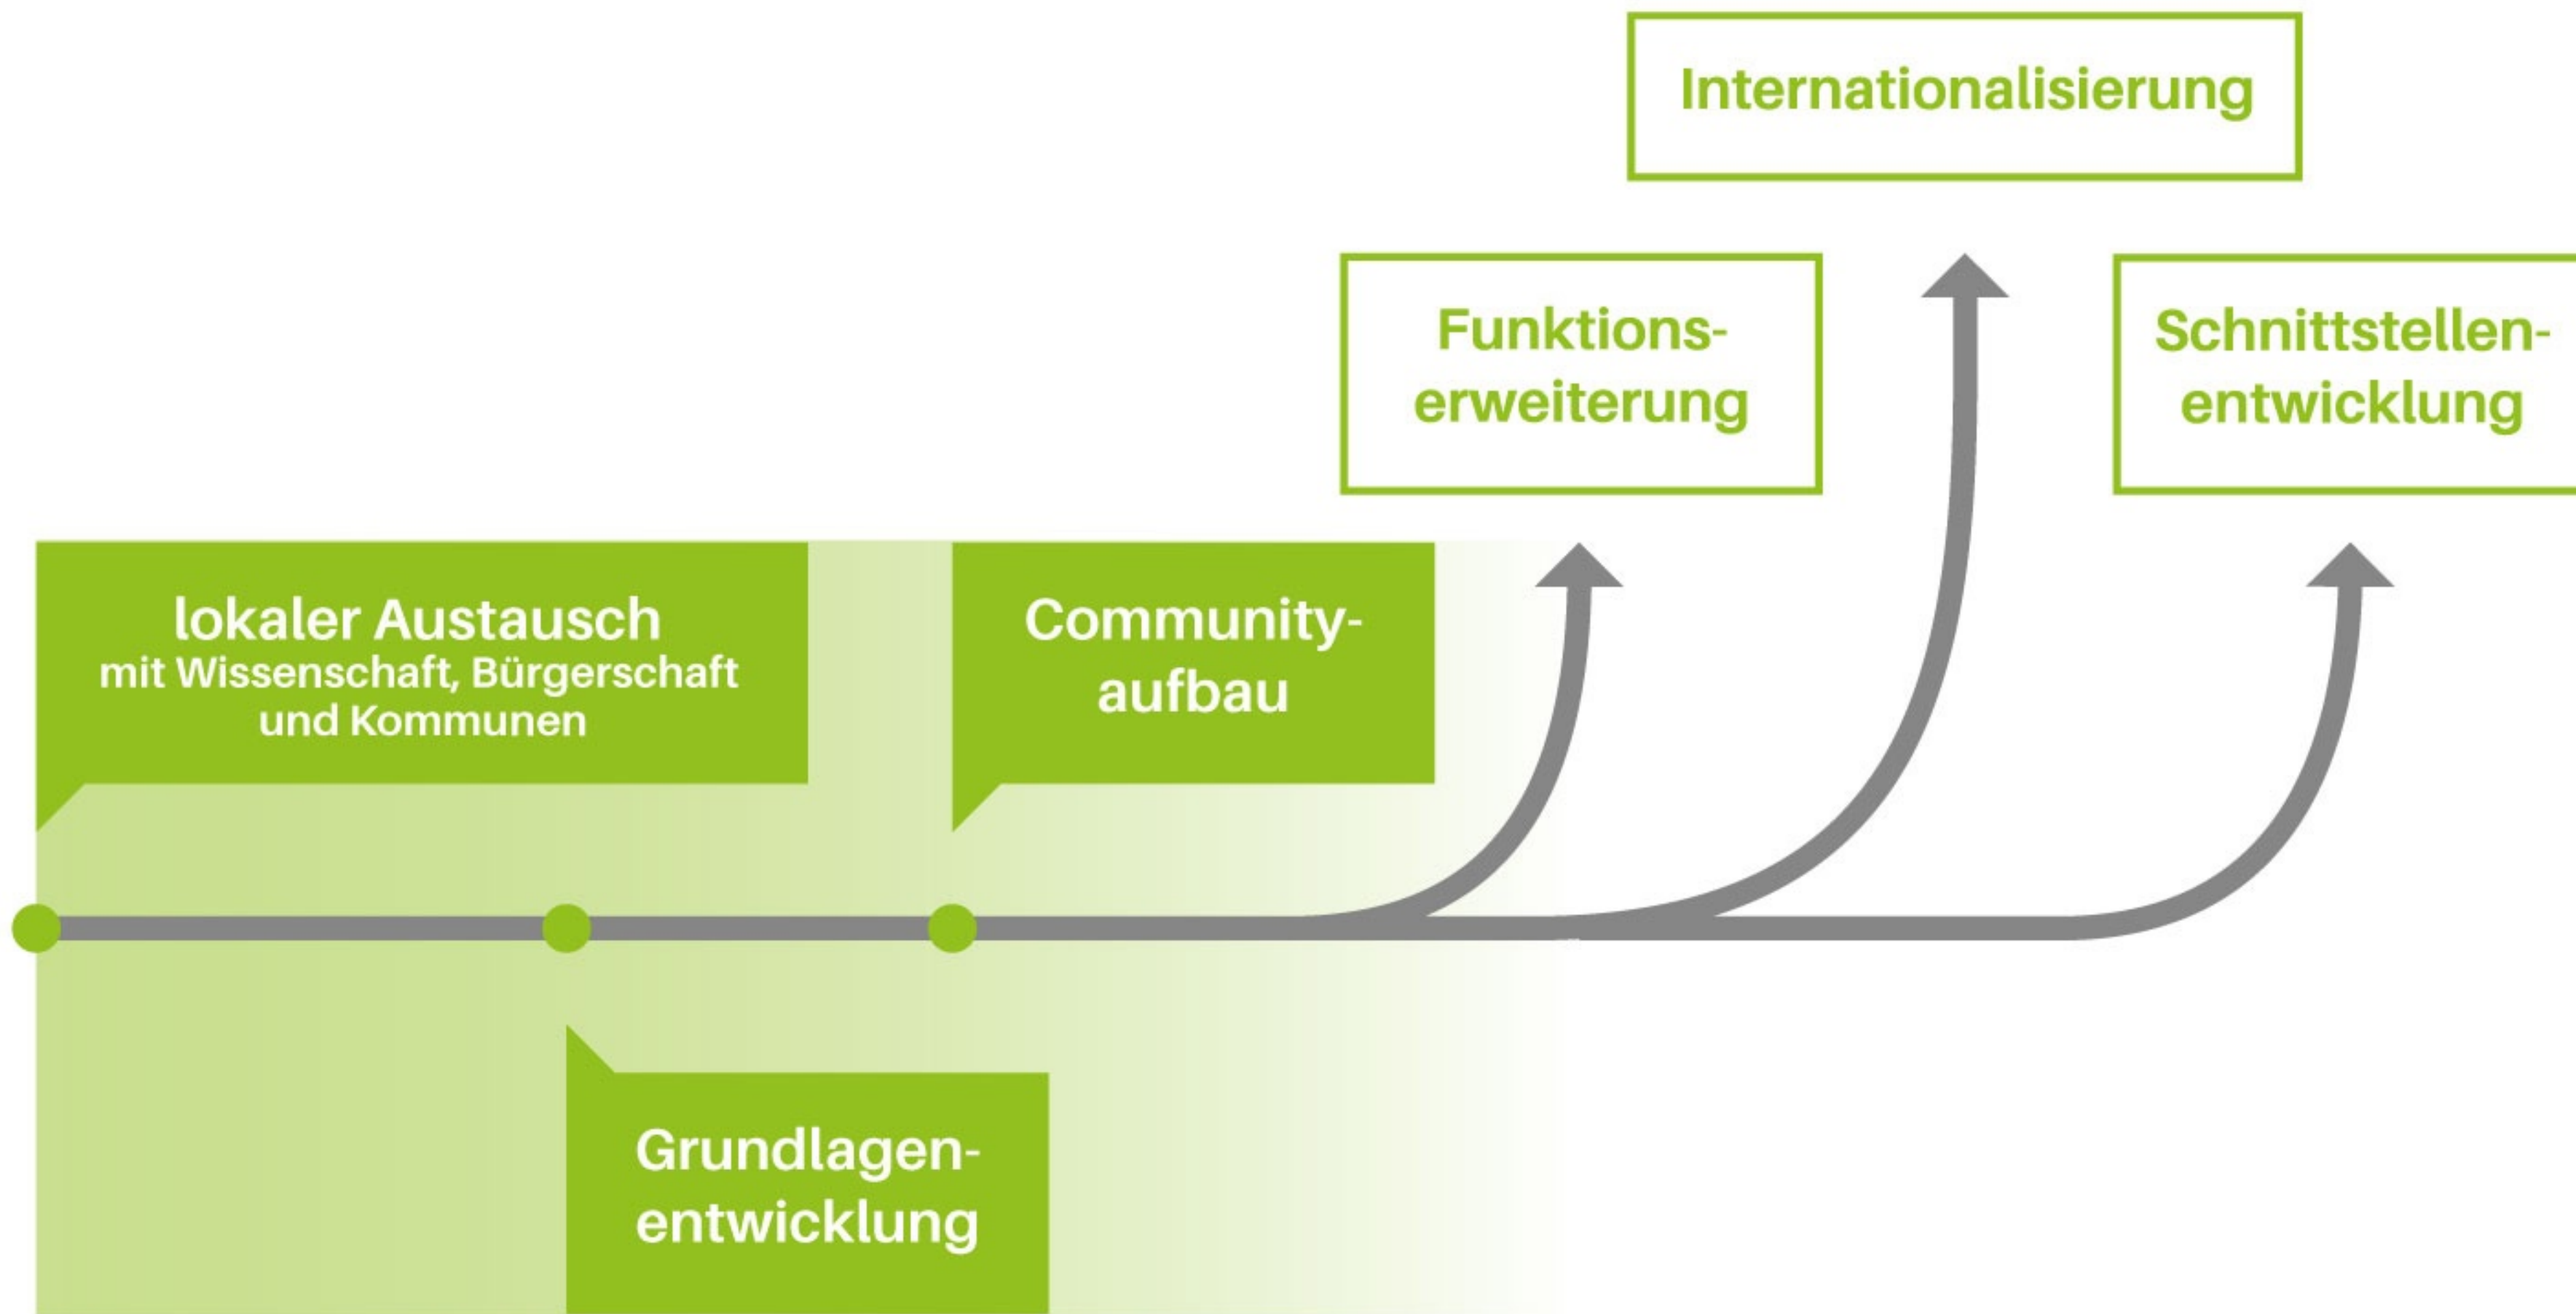 Internationalisierung
Funktions-
erweiterung
Schnittstellen-
entwicklung
lokaler Austausch
mit Wissenschaft, Bürgerschaft
und Kommunen
Community-
aufbau
Grundlagen-
entwicklung